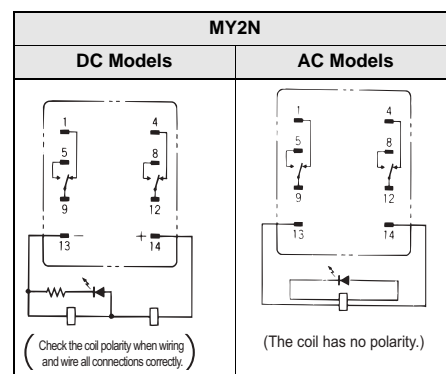 MY2N
DC Models
AC Models
1 4
5 8
9 12
13 − + 14
(Check the coil polarity when wiring
and wire all connections correctly.)
1 4
5 8
9 12
13 14
(The coil has no polarity.)